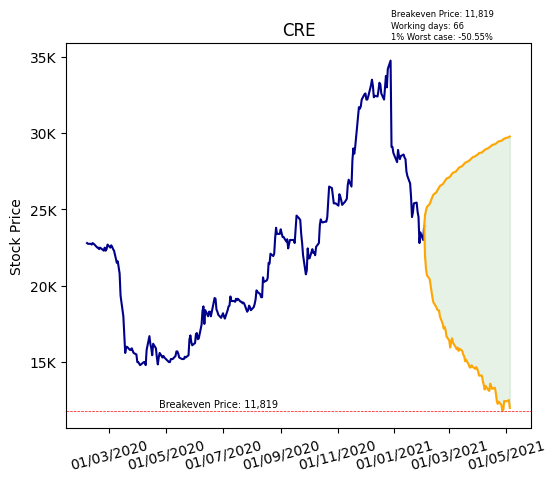 Breakeven Price: 11,819
Working days: 66
1% Worst case: -50.55%
CRE
Stock Price
35K
30K
25K
20K
15K
Breakeven Price: 11,819
01/03/2020
01/05/2020
01/07/2020
01/09/2020
01/11/2020
01/01/2021
01/03/2021
01/05/2021